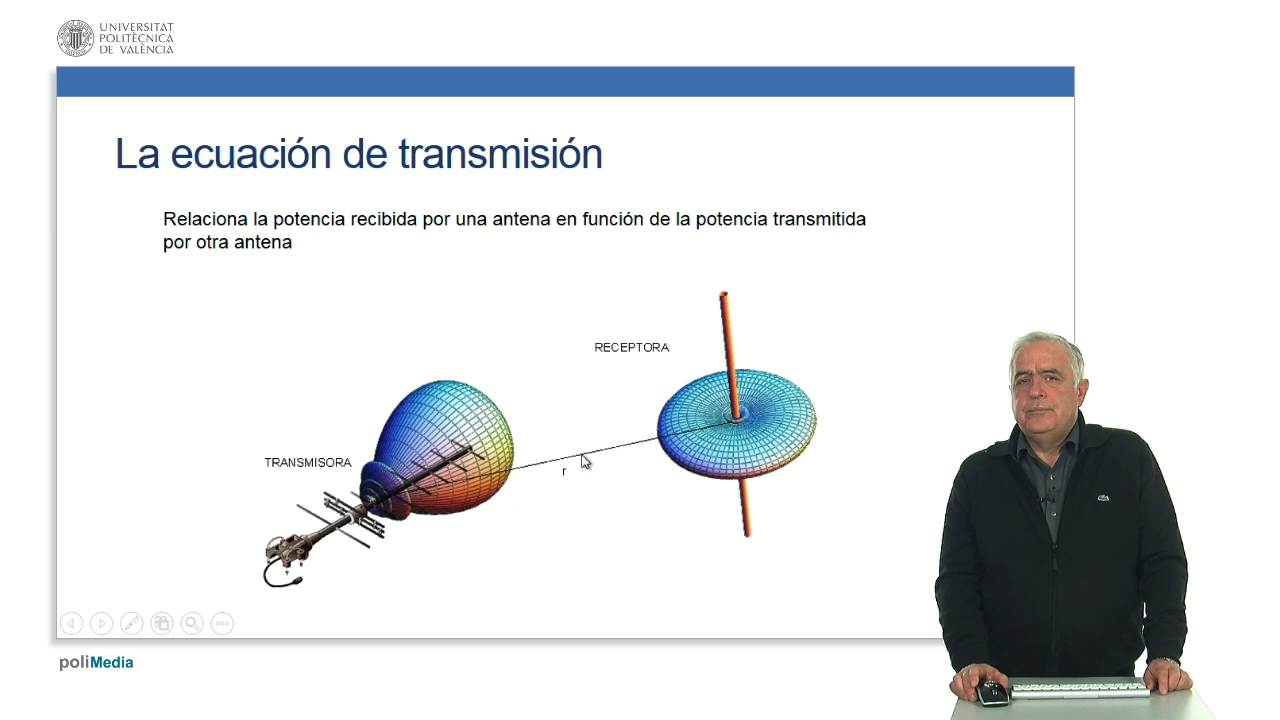 UNIVERSITAT
POLITÈCNICA
DE VALÈNCIA
La ecuación de transmisión
Relaciona la potencia recibida por una antena en función de la potencia transmitida
por otra antena
RECEPTORA
TRANSMISORA
r
poliMedia